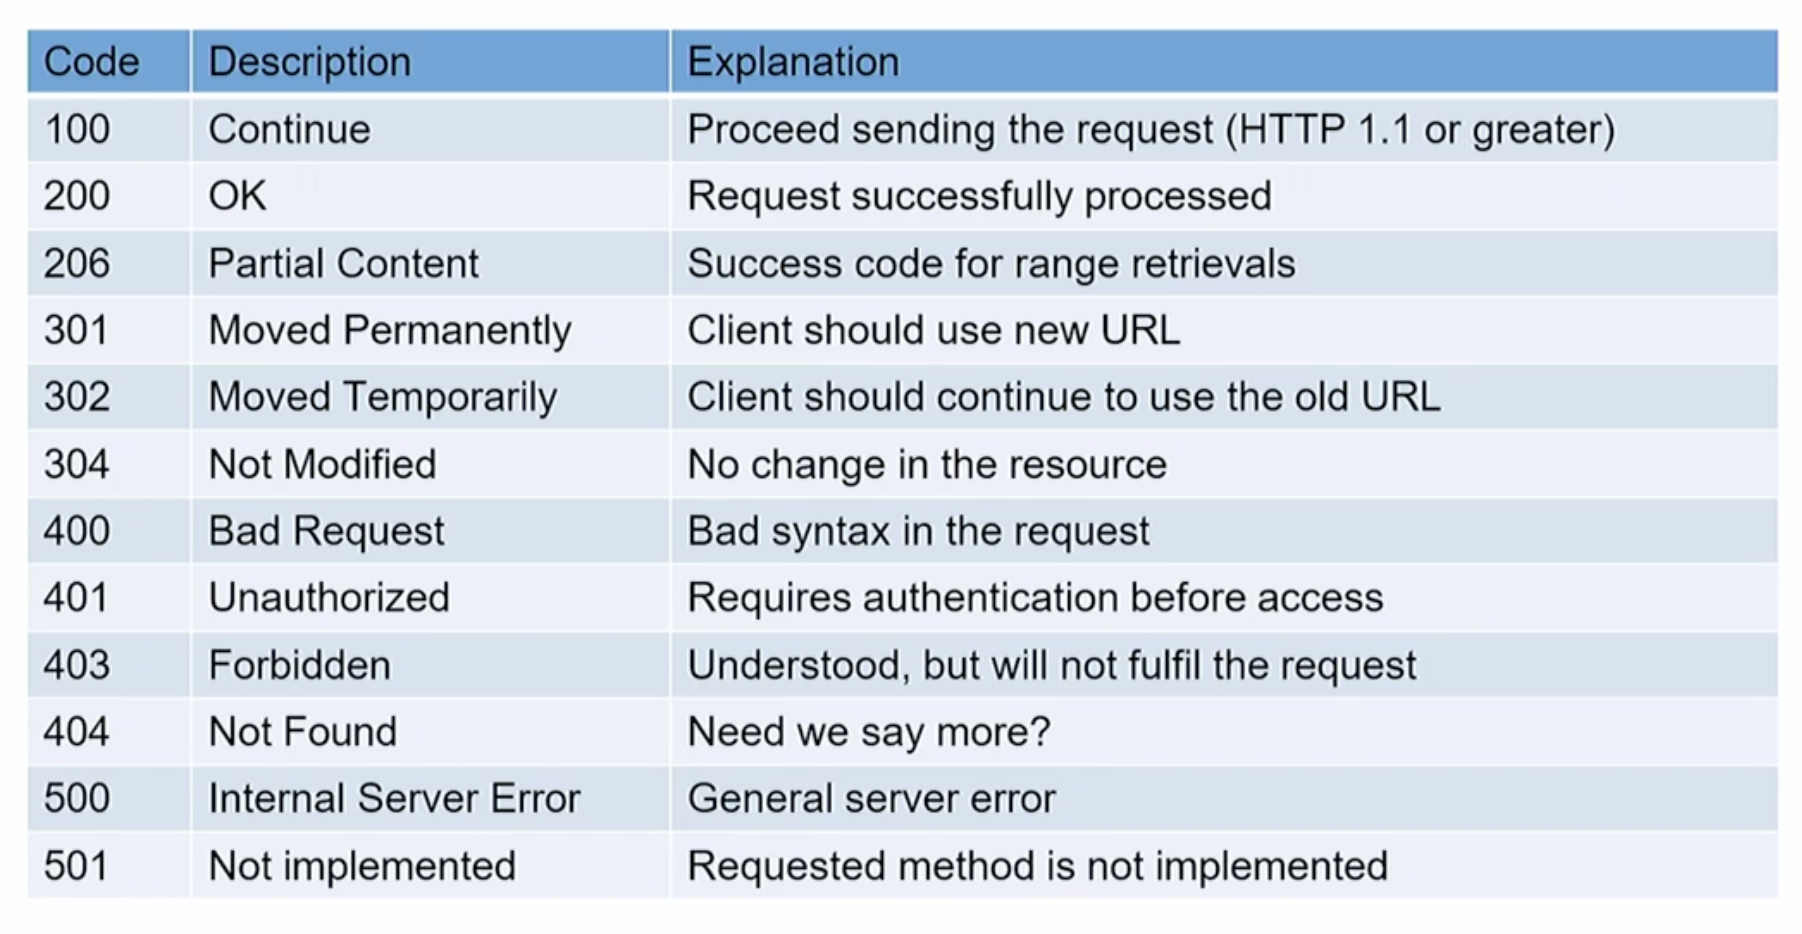 Code Description Explanation
100 Continue Proceed sending the request (HTTP 1.1 or greater)
200 OK Request successfully processed
206 Partial Content Success code for range retrievals
301 Moved Permanently Client should use new URL
302 Moved Temporarily Client should continue to use the old URL
304 Not Modified No change in the resource
400 Bad Request Bad syntax in the request
401 Unauthorized Requires authentication before access
403 Forbidden Understood, but will not fulfil the request
404 Not Found Need we say more?
500 Internal Server Error General server error
501 Not implemented Requested method is not implemented